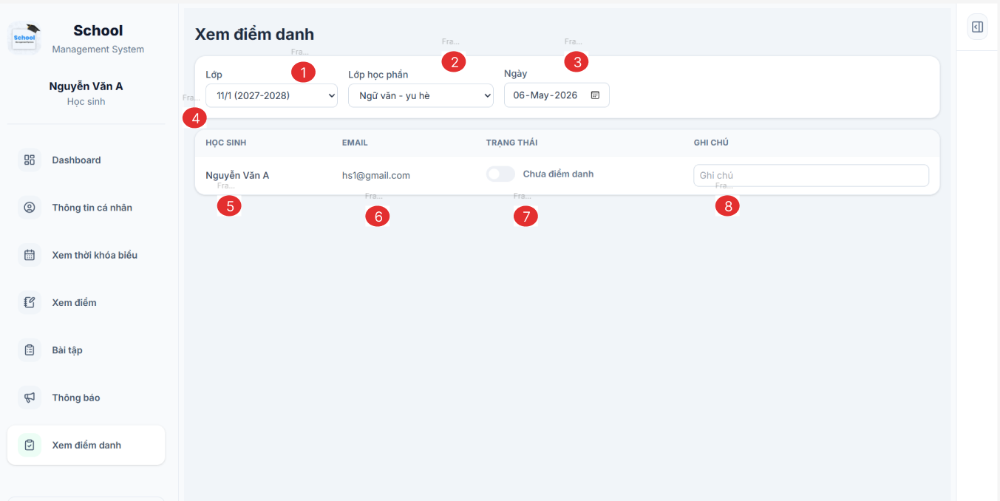 School
School
Management System
Nguyễn Văn A
Học sinh
Dashboard
Thông tin cá nhân
Xem thời khóa biểu
Xem điểm
Bài tập
Thông báo
Xem điểm danh
Xem điểm danh
Fra...
Fra...
Fra...
1
2
3
Lớp
Lớp học phần
Ngày
11/1 (2027-2028)
Ngữ văn - yu hè
06-May-2026
Fra...
4
HỌC SINH
EMAIL
TRẠNG THÁI
GHI CHÚ
Nguyễn Văn A
hs1@gmail.com
Chưa điểm danh
Ghi chú
Fra...
Fra...
Fra...
Fra...
5
6
7
8